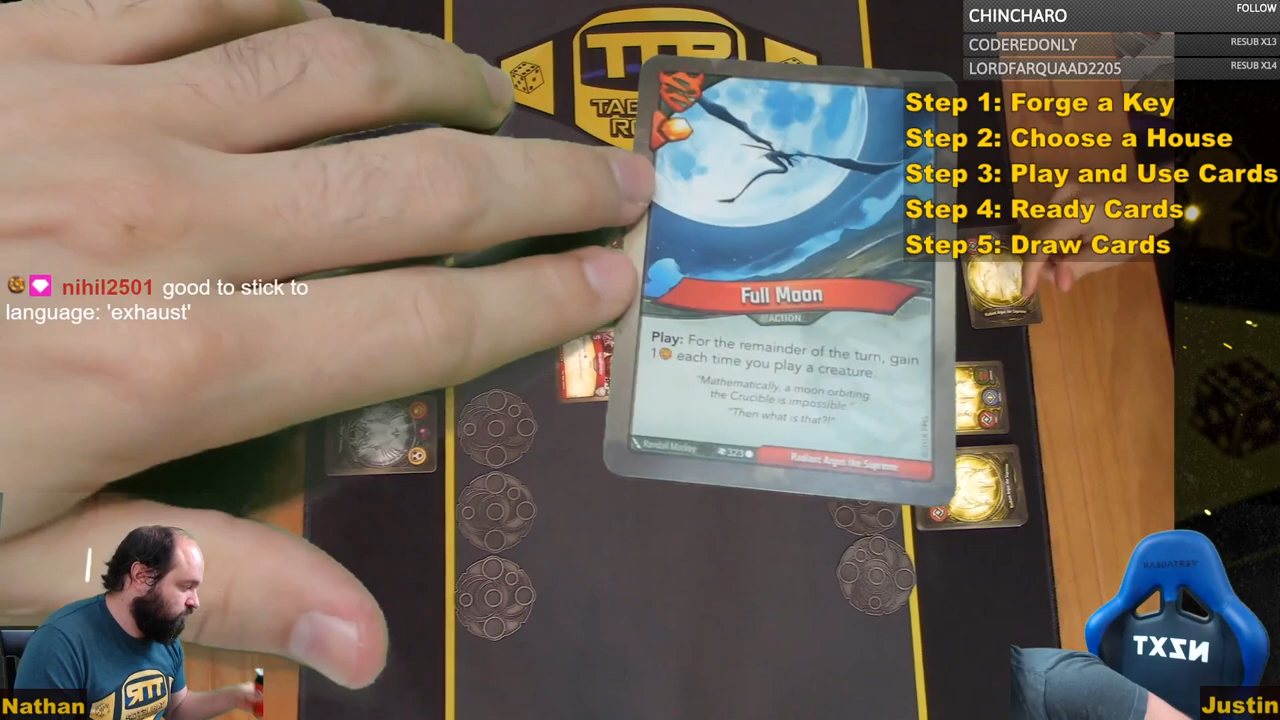 CHINCHARO
FOLLOW
CODEREDONLY
RESUB X13
LORDFARQUAAD2205
RESUB X14
TTR
Step 1: Forge a Key
Step 2: Choose a House
Step 3: Play and Use Cards
Step 4: Ready Cards
Step 5: Draw Cards
nihil2501 good to stick to
language: 'exhaust'
Full Moon
ACTION
Play: For the remainder of the turn, gain
1 each time you play a creature.
"Mathematically, a moon orbiting
the Crucible is impossible."
"Then what is that?!"
323
Radiant Argus the Supreme
NZXT
TTR
Nathan
Justin